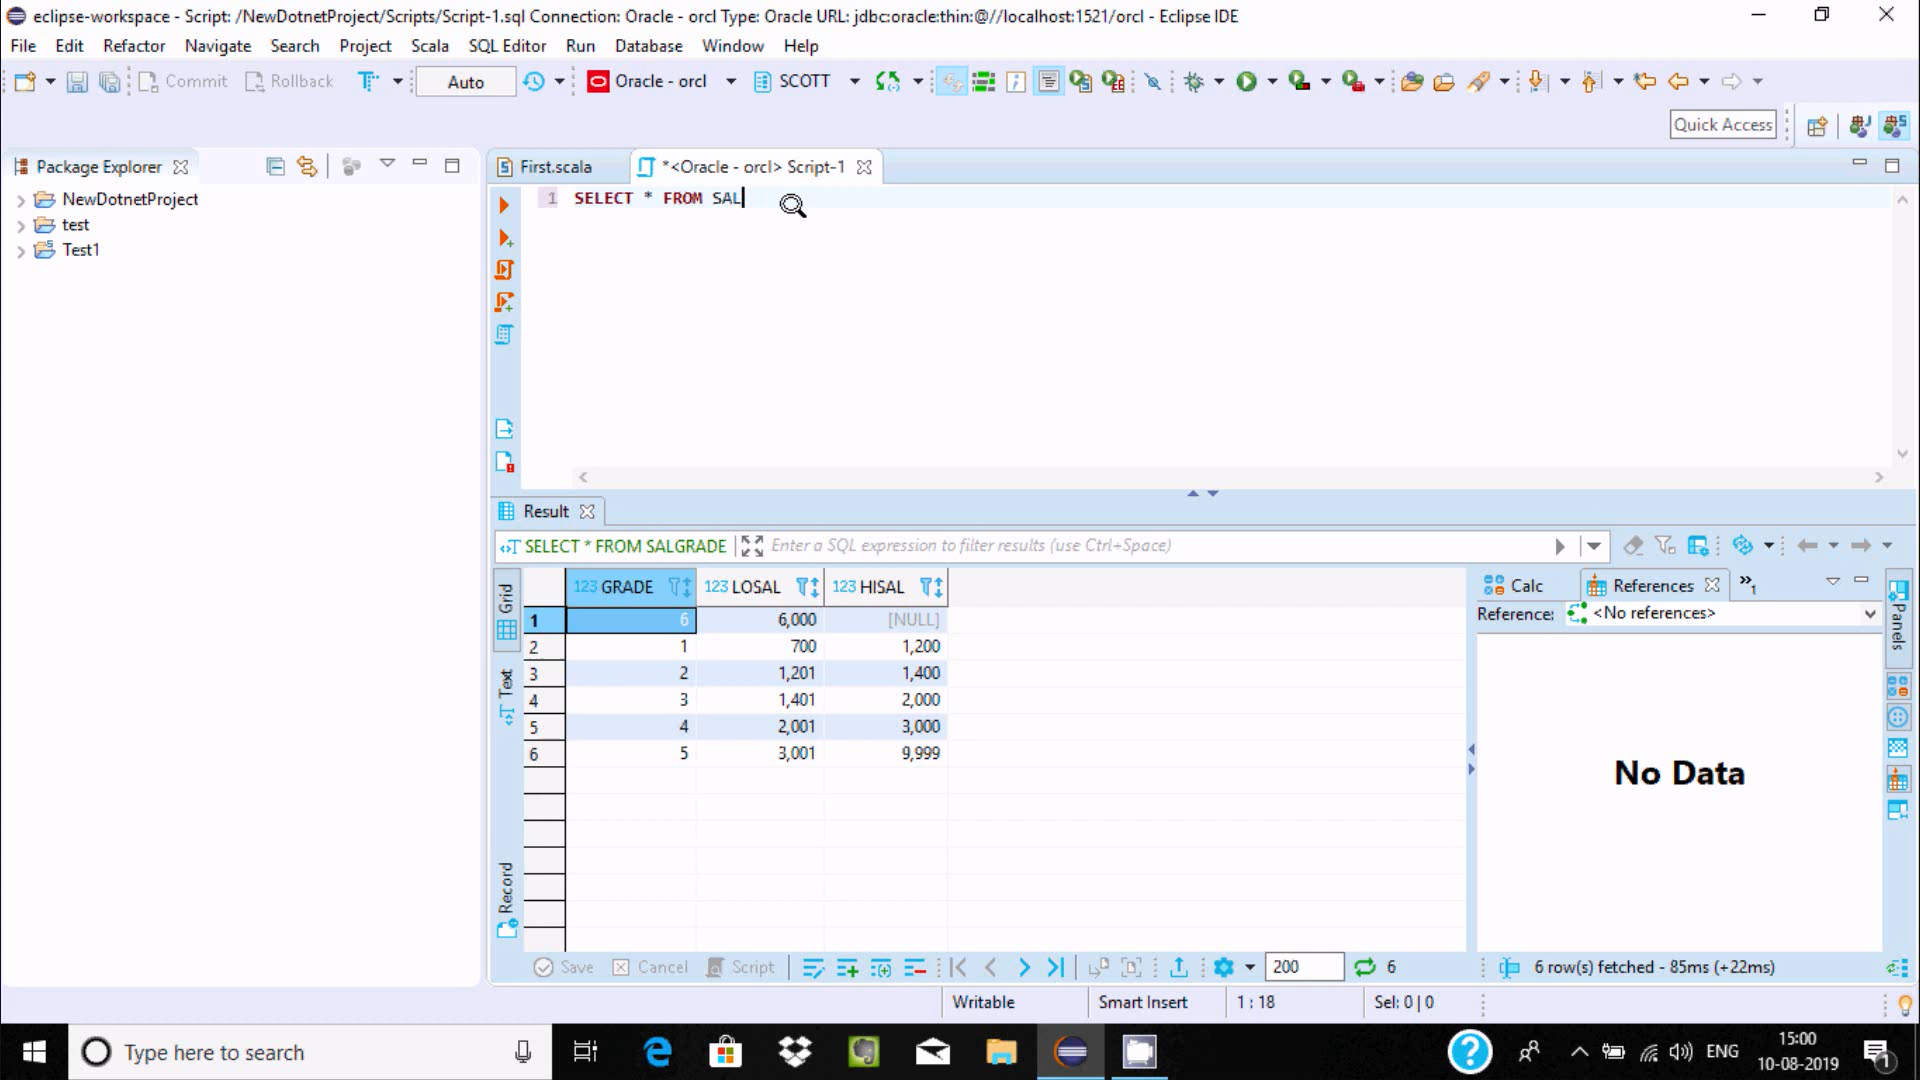 eclipse-workspace - Script: /NewDotnetProject/Scripts/Script-1.sql Connection: Oracle - orcl Type: Oracle URL: jdbc:oracle:thin:@//localhost:1521/orcl - Eclipse IDE
File Edit Refactor Navigate Search Project Scala SQL Editor Run Database Window Help
Commit Rollback Auto Oracle - orcl SCOTT
Quick Access
Package Explorer
First.scala
*<Oracle - orcl> Script-1
NewDotnetProject
test
Test1
1 SELECT * FROM SAL
Result
SELECT * FROM SALGRADE Enter a SQL expression to filter results (use Ctrl+Space)
Grid
Text
Record
123 GRADE 123 LOSAL 123 HISAL
1 6 6,000 [NULL]
2 1 700 1,200
3 2 1,201 1,400
4 3 1,401 2,000
5 4 2,001 3,000
6 5 3,001 9,999
Calc References »1
Reference: <No references>
No Data
Panels
Save Cancel Script 200 6 6 row(s) fetched - 85ms (+22ms)
Writable Smart Insert 1 : 18 Sel: 0 | 0
Type here to search
ENG
15:00
10-08-2019
1